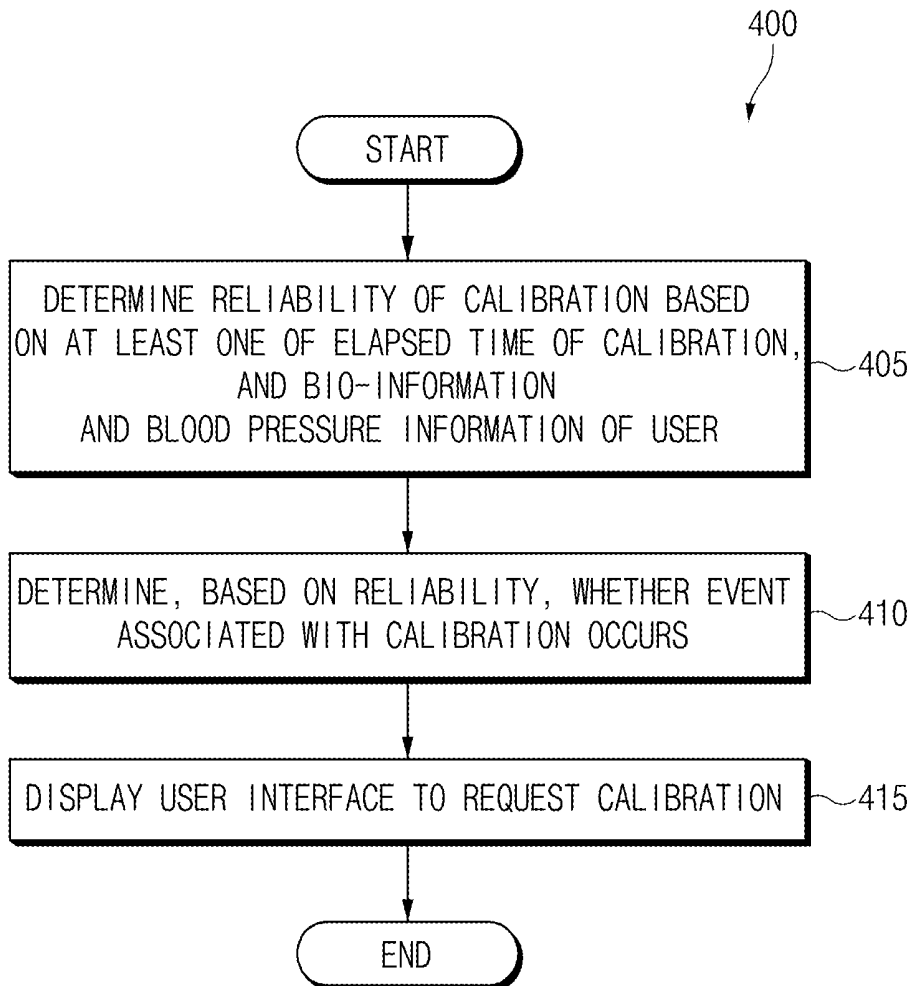 400
START
DETERMINE RELIABILITY OF CALIBRATION BASED
ON AT LEAST ONE OF ELAPSED TIME OF CALIBRATION,
AND BIO-INFORMATION
AND BLOOD PRESSURE INFORMATION OF USER
405
DETERMINE, BASED ON RELIABILITY, WHETHER EVENT
ASSOCIATED WITH CALIBRATION OCCURS
410
DISPLAY USER INTERFACE TO REQUEST CALIBRATION
415
END